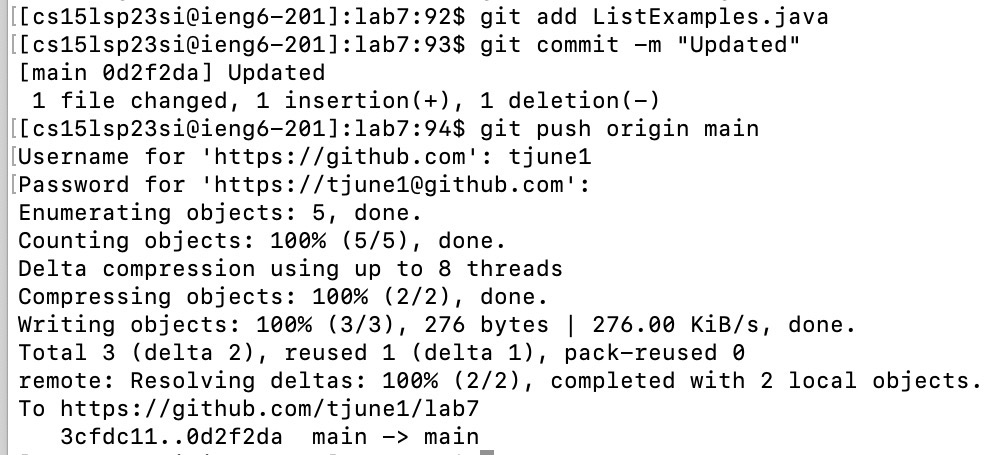 [[cs15lsp23si@ieng6-201]:lab7:92$ git add ListExamples.java
[[cs15lsp23si@ieng6-201]:lab7:93$ git commit -m "Updated"
[main 0d2f2da] Updated
 1 file changed, 1 insertion(+), 1 deletion(-)
[[cs15lsp23si@ieng6-201]:lab7:94$ git push origin main
[Username for 'https://github.com': tjune1
[Password for 'https://tjune1@github.com':
Enumerating objects: 5, done.
Counting objects: 100% (5/5), done.
Delta compression using up to 8 threads
Compressing objects: 100% (2/2), done.
Writing objects: 100% (3/3), 276 bytes | 276.00 KiB/s, done.
Total 3 (delta 2), reused 1 (delta 1), pack-reused 0
remote: Resolving deltas: 100% (2/2), completed with 2 local objects.
To https://github.com/tjune1/lab7
   3cfdc11..0d2f2da  main -> main